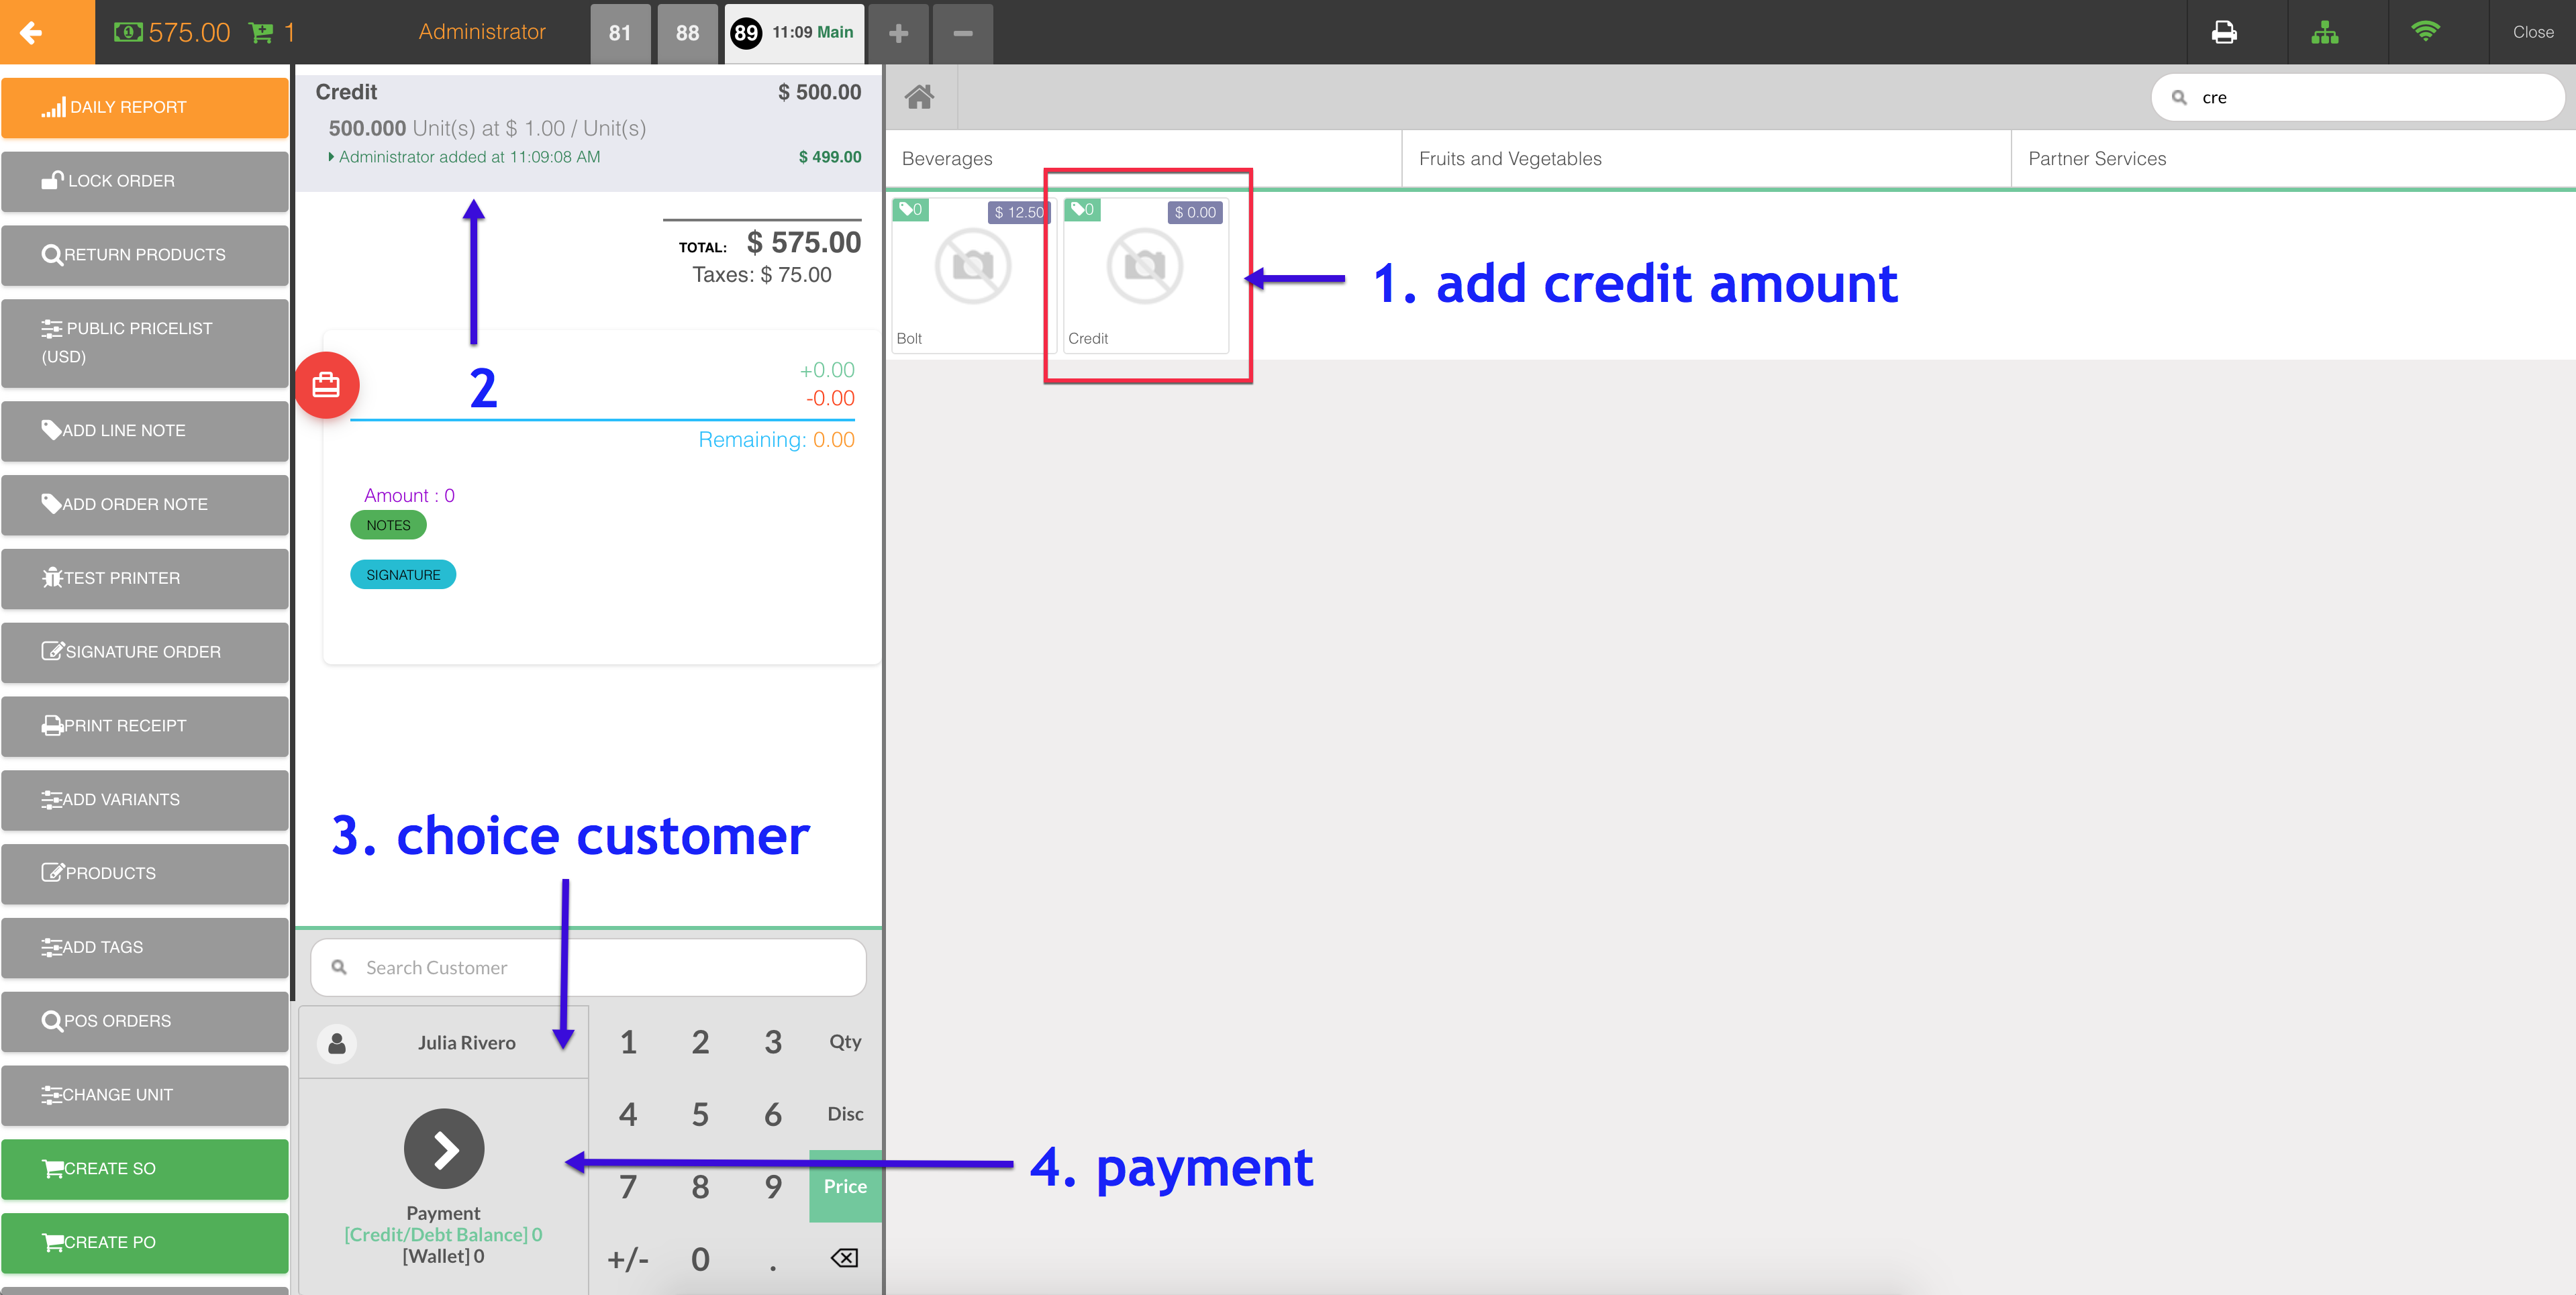 575.00 1 Administrator 81 88 89 11:09 Main + − Close
DAILY REPORT
LOCK ORDER
RETURN PRODUCTS
PUBLIC PRICELIST
(USD)
ADD LINE NOTE
ADD ORDER NOTE
TEST PRINTER
SIGNATURE ORDER
PRINT RECEIPT
ADD VARIANTS
PRODUCTS
ADD TAGS
POS ORDERS
CHANGE UNIT
CREATE SO
CREATE PO
Credit $ 500.00
500.000 Unit(s) at $ 1.00 / Unit(s)
Administrator added at 11:09:08 AM $ 499.00
TOTAL: $ 575.00
Taxes: $ 75.00
2
+0.00
-0.00
Remaining: 0.00
Amount : 0
NOTES
SIGNATURE
3. choice customer
Search Customer
Julia Rivero
Payment
[Credit/Debt Balance] 0
[Wallet] 0
1 2 3 Qty
4 5 6 Disc
7 8 9 Price
+/- 0 .
cre
Beverages Fruits and Vegetables Partner Services
0 $ 12.50
Bolt
0 $ 0.00
Credit
1. add credit amount
4. payment